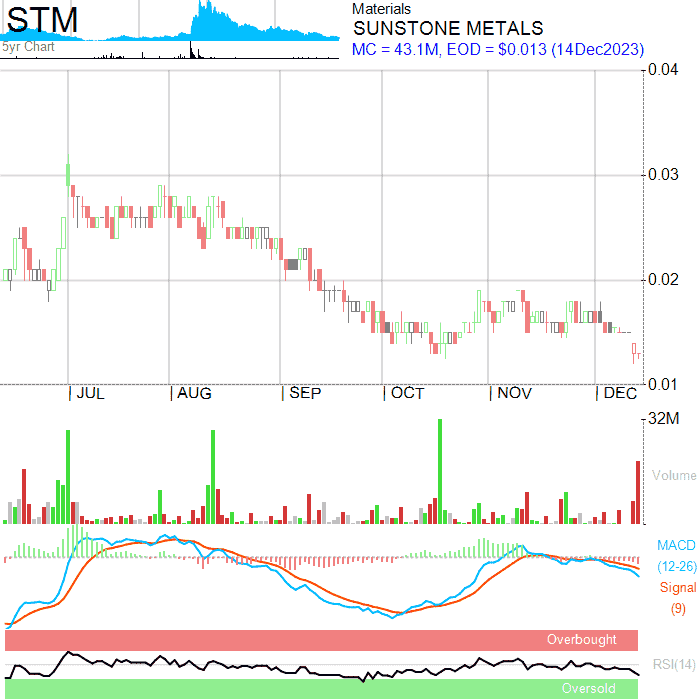 STM
5yr Chart
Materials
SUNSTONE METALS
MC = 43.1M, EOD = $0.013 (14Dec2023)
0.04
0.03
0.02
0.01
JUL AUG SEP OCT NOV DEC
32M
Volume
MACD
(12-26)
Signal
(9)
Overbought
RSI(14)
Oversold